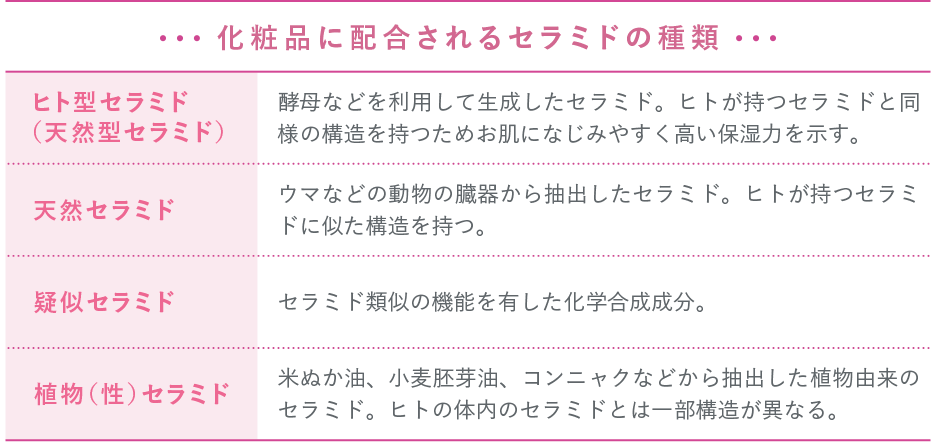 ・・・ 化粧品に配合されるセラミドの種類 ・・・
ヒト型セラミド
（天然型セラミド）
酵母などを利用して生成したセラミド。ヒトが持つセラミドと同
様の構造を持つためお肌になじみやすく高い保湿力を示す。
天然セラミド
ウマなどの動物の臓器から抽出したセラミド。ヒトが持つセラミ
ドに似た構造を持つ。
疑似セラミド
セラミド類似の機能を有した化学合成成分。
植物（性）セラミド
米ぬか油、小麦胚芽油、コンニャクなどから抽出した植物由来の
セラミド。ヒトの体内のセラミドとは一部構造が異なる。